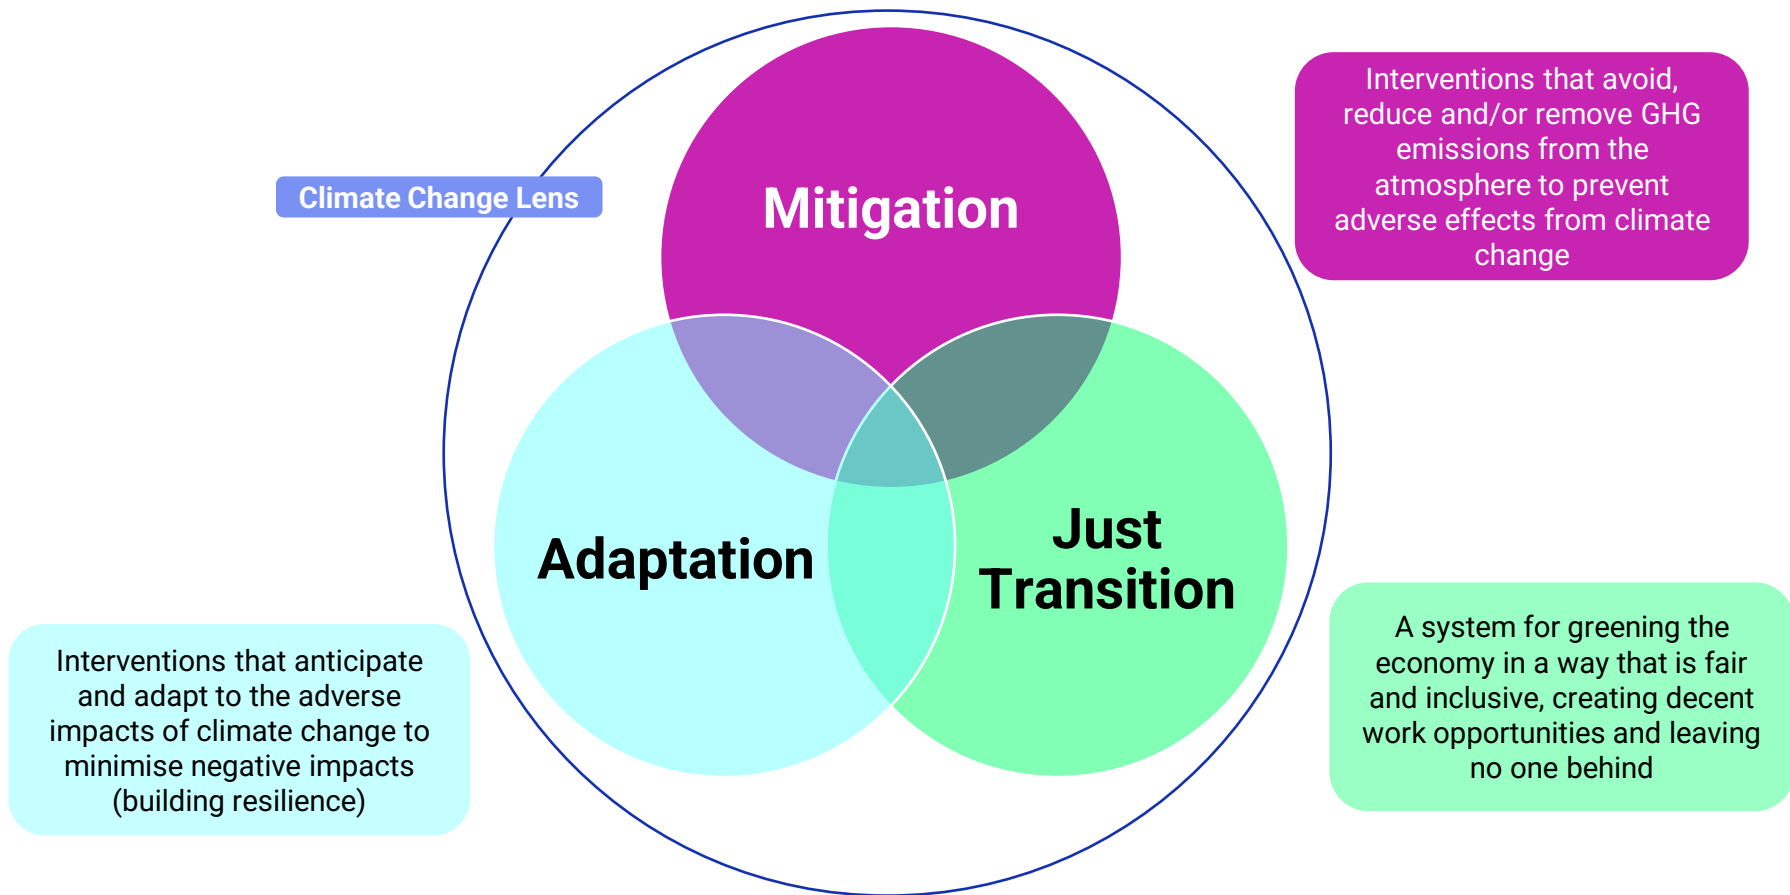 Climate Change Lens
Mitigation
Interventions that avoid,
reduce and/or remove GHG
emissions from the
atmosphere to prevent
adverse effects from climate
change
Adaptation
Just
Transition
Interventions that anticipate
and adapt to the adverse
impacts of climate change to
minimise negative impacts
(building resilience)
A system for greening the
economy in a way that is fair
and inclusive, creating decent
work opportunities and leaving
no one behind